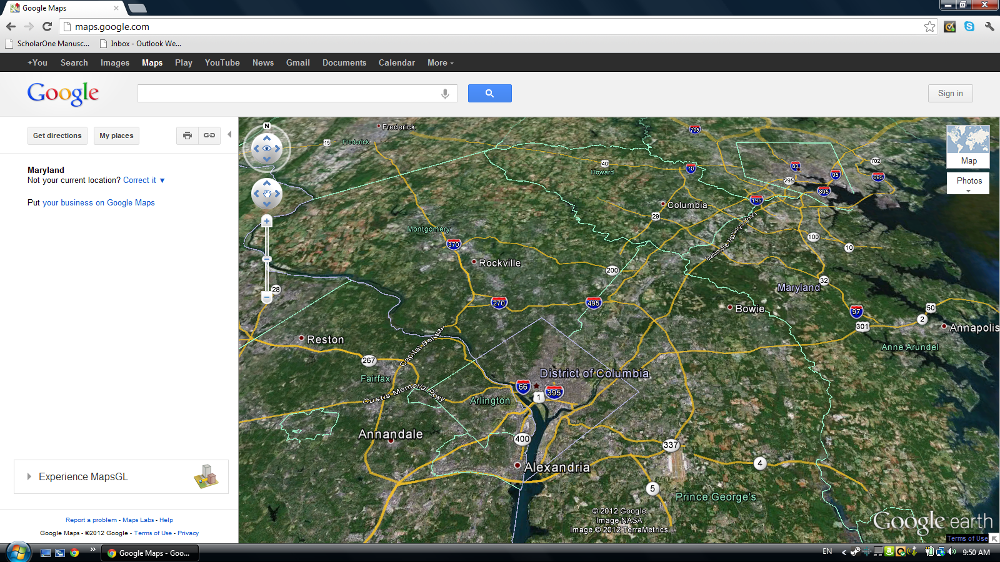 Google Maps
maps.google.com
ScholarOne Manusc...
Inbox - Outlook We...
+You Search Images Maps Play YouTube News Gmail Documents Calendar More
Google
Sign in
Get directions
My places
Maryland
Not your current location? Correct it ▼
Put your business on Google Maps
Experience MapsGL
Report a problem - Maps Labs - Help
Google Maps - ©2012 Google - Terms of Use - Privacy
N
Map
Photos
Frederick
Frederick
15
795
40
Howard
70
83
702
95
695
295
895
195
Columbia
29
Montgomery
370
100
10
Rockville
200
32
Maryland
28
270
495
Bowie
97
50
2
301
Annapolis
Anne Arundel
Reston
Capital Beltway
267
Fairfax
District of Columbia
66
395
1
Custis Memorial Pkwy
Arlington
Annandale
400
337
4
Alexandria
5
Prince George's
© 2012 Google
Image NASA
Image © 2012 TerraMetrics
Google earth
Terms of Use
Google Maps - Goo...
EN
9:50 AM